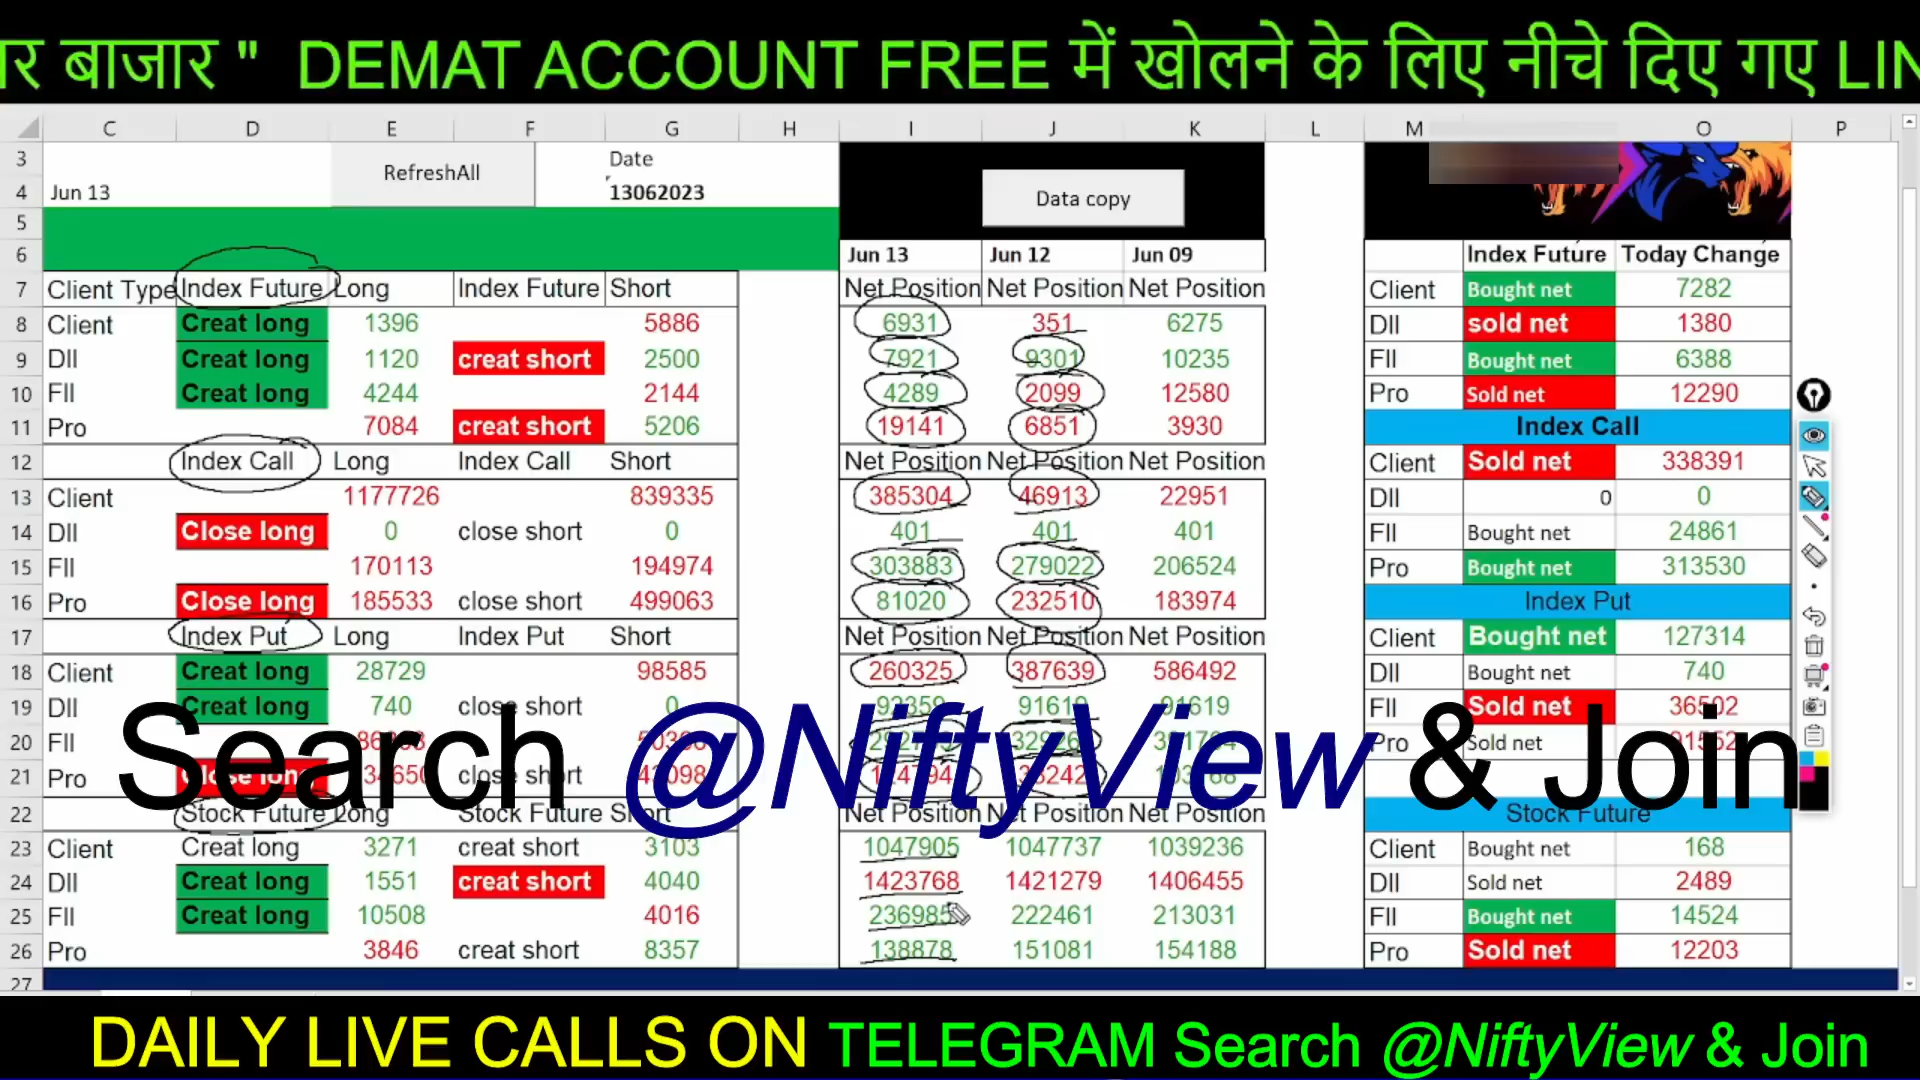 बाजार " DEMAT ACCOUNT FREE में खोलने के लिए नीचे दिए गए
C D E F G H I J K L M O P
3 RefreshAll Date Data copy
4 Jun 13 13062023
5
6 Jun 13 Jun 12 Jun 09 Index Future Today Change
7 Client Type Index Future Long Index Future Short Net Position Net Position Net Position Client Bought net 7282
8 Client Creat long 1396 5886 6931 351 6275 DII sold net 1380
9 DII Creat long 1120 creat short 2500 7921 9301 10235 FII Bought net 6388
10 FII Creat long 4244 2144 4289 2099 12580 Pro Sold net 12290
11 Pro 7084 creat short 5206 19141 6851 3930 Index Call
12 Index Call Long Index Call Short Net Position Net Position Net Position Client Sold net 338391
13 Client 1177726 839335 385304 46913 22951 DII 0 0
14 DII Close long 0 close short 0 401 401 401 FII Bought net 24861
15 FII 170113 194974 303883 279022 206524 Pro Bought net 313530
16 Pro Close long 185533 close short 499063 81020 232510 183974 Index Put
17 Index Put Long Index Put Short Net Position Net Position Net Position Client Bought net 127314
18 Client Creat long 28729 98585 260325 387639 586492 DII Bought net 740
19 DII Creat long 740 close short 0 92359 91619 91619 FII Sold net 36502
20 FII Pro Sold net
21 Pro Close long 34650 close short
Search @NiftyView & Join
22 Stock Future Long Stock Future Short Net Position Net Position Net Position Stock Future
23 Client Creat long 3271 creat short 3103 1047905 1047737 1039236 Client Bought net 168
24 DII Creat long 1551 creat short 4040 1423768 1421279 1406455 DII Sold net 2489
25 FII Creat long 10508 4016 236985 222461 213031 FII Bought net 14524
26 Pro 3846 creat short 8357 138878 151081 154188 Pro Sold net 12203
27
DAILY LIVE CALLS ON TELEGRAM Search @NiftyView & Join